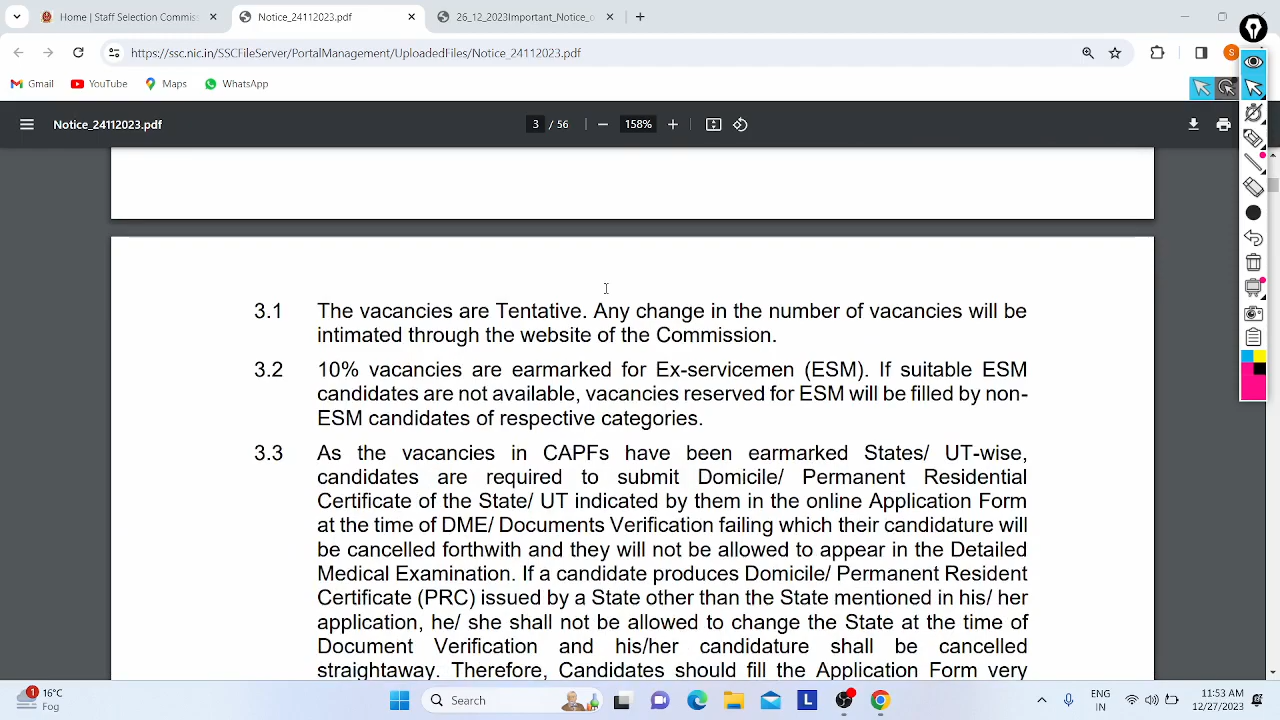 Home | Staff Selection Commis
Notice_24112023.pdf
26_12_2023Important_Notice_o
https://ssc.nic.in/SSCFileServer/PortalManagement/UploadedFiles/Notice_24112023.pdf
S
Gmail
YouTube
Maps
WhatsApp
Notice_24112023.pdf
3 / 56
158%
3.1 The vacancies are Tentative. Any change in the number of vacancies will be
intimated through the website of the Commission.
3.2 10% vacancies are earmarked for Ex-servicemen (ESM). If suitable ESM
candidates are not available, vacancies reserved for ESM will be filled by non-
ESM candidates of respective categories.
3.3 As the vacancies in CAPFs have been earmarked States/ UT-wise,
candidates are required to submit Domicile/ Permanent Residential
Certificate of the State/ UT indicated by them in the online Application Form
at the time of DME/ Documents Verification failing which their candidature will
be cancelled forthwith and they will not be allowed to appear in the Detailed
Medical Examination. If a candidate produces Domicile/ Permanent Resident
Certificate (PRC) issued by a State other than the State mentioned in his/ her
application, he/ she shall not be allowed to change the State at the time of
Document Verification and his/her candidature shall be cancelled
straightaway. Therefore, Candidates should fill the Application Form very
1
16°C
Fog
Search
L
ENG
IN
11:53 AM
12/27/2023